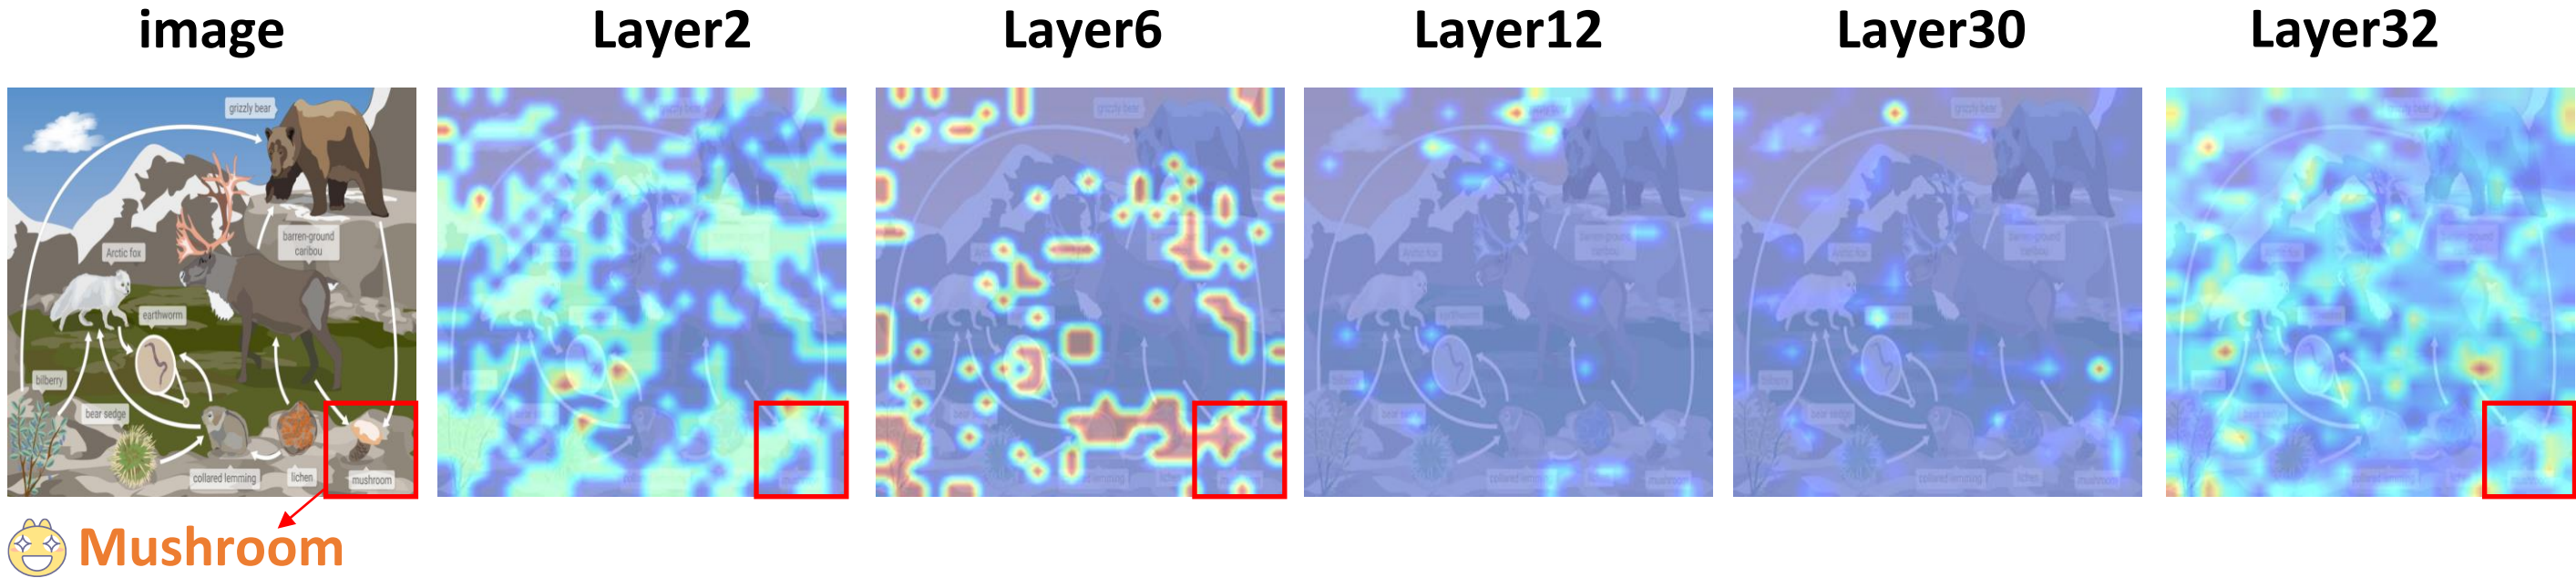 image
Layer2
Layer6
Layer12
Layer30
Layer32
grizzly bear
barren-ground
caribou
Arctic fox
earthworm
bilberry
bear sedge
collared lemming
lichen
mushroom
Mushroom